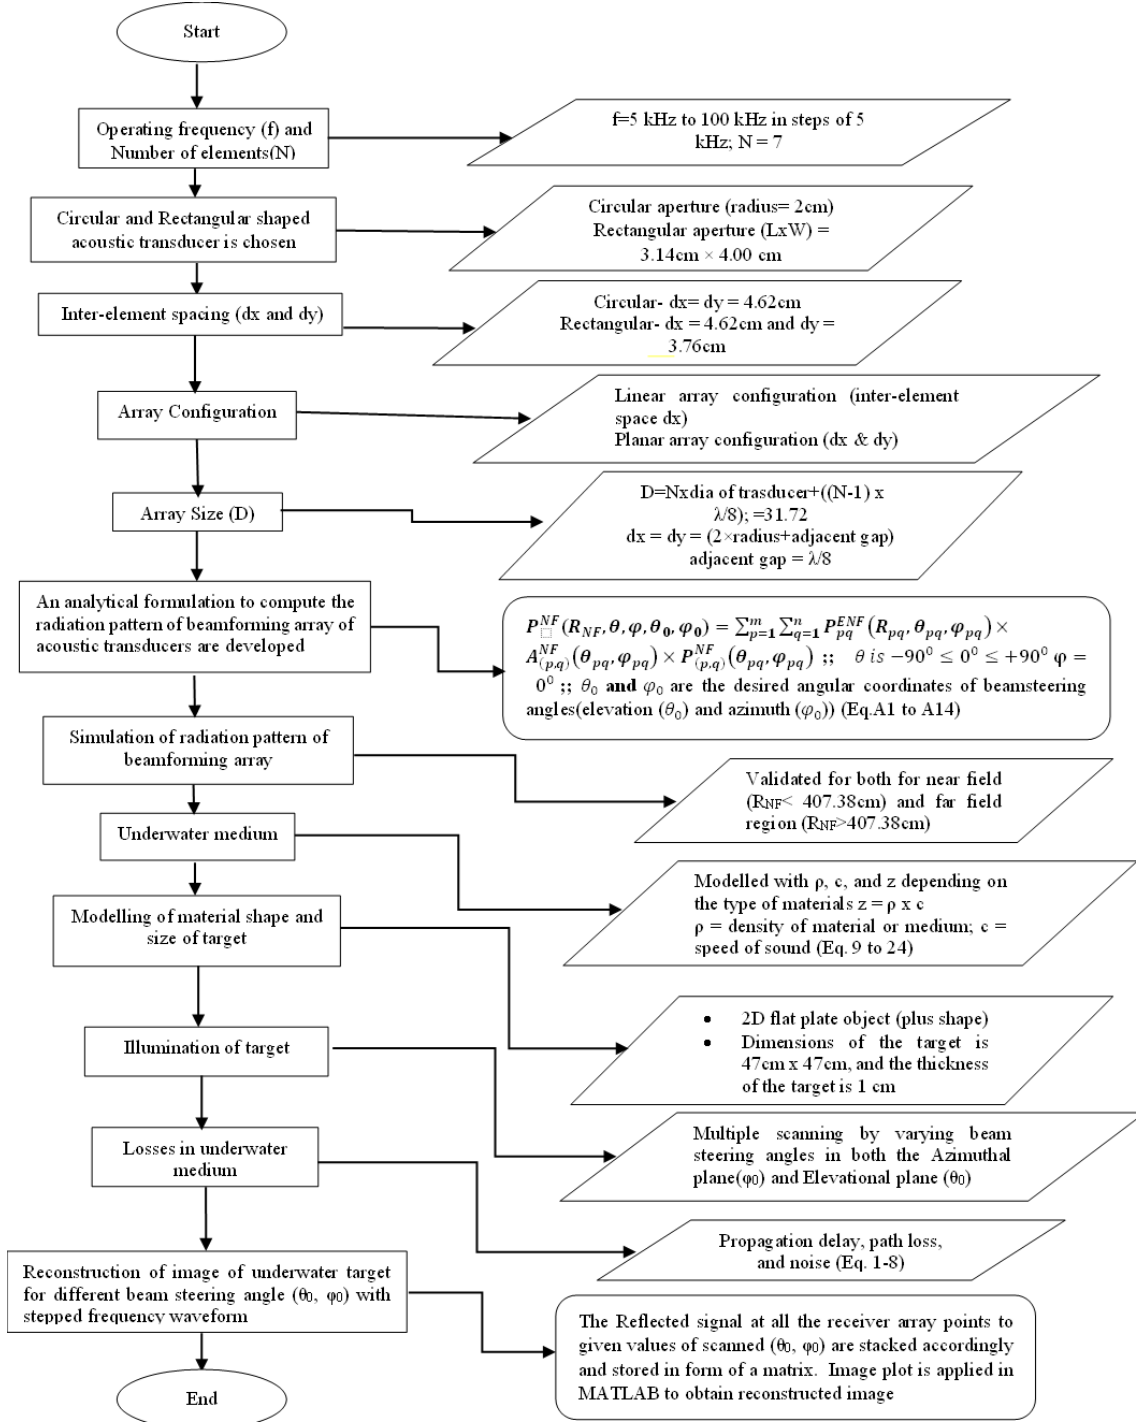 Start
Operating frequency (f) and
Number of elements(N)
f=5 kHz to 100 kHz in steps of 5
kHz; N = 7
Circular and Rectangular shaped
acoustic transducer is chosen
Circular aperture (radius= 2cm)
Rectangular aperture (LxW) =
3.14cm × 4.00 cm
Inter-element spacing (dx and dy)
Circular- dx= dy = 4.62cm
Rectangular- dx = 4.62cm and dy =
3.76cm
Array Configuration
Linear array configuration (inter-element
space dx)
Planar array configuration (dx & dy)
Array Size (D)
D=Nxdia of trasducer+((N-1) x
λ/8); =31.72
dx = dy = (2×radius+adjacent gap)
adjacent gap = λ/8
An analytical formulation to compute the
radiation pattern of beamforming array of
acoustic transducers are developed
P□^NF(R_NF, θ, φ, θ₀, φ₀) = ∑_{p=1}^m ∑_{q=1}^n P_pq^ENF(R_pq, θ_pq, φ_pq) ×
A_(p,q)^NF(θ_pq, φ_pq) × P_(p,q)^NF(θ_pq, φ_pq) ;; θ is −90⁰ ≤ 0⁰ ≤ +90⁰ φ =
0⁰ ;; θ₀ and φ₀ are the desired angular coordinates of beamsteering
angles(elevation (θ₀) and azimuth (φ₀)) (Eq.A1 to A14)
Simulation of radiation pattern of
beamforming array
Validated for both for near field
(RNF< 407.38cm) and far field
region (RNF>407.38cm)
Underwater medium
Modelled with ρ, c, and z depending on
the type of materials z = ρ x c
ρ = density of material or medium; c =
speed of sound (Eq. 9 to 24)
Modelling of material shape and
size of target
• 2D flat plate object (plus shape)
• Dimensions of the target is
47cm x 47cm, and the thickness
of the target is 1 cm
Illumination of target
Multiple scanning by varying beam
steering angles in both the Azimuthal
plane(φ₀) and Elevational plane (θ₀)
Losses in underwater
medium
Propagation delay, path loss,
and noise (Eq. 1-8)
Reconstruction of image of underwater target
for different beam steering angle (θ₀, φ₀) with
stepped frequency waveform
The Reflected signal at all the receiver array points to
given values of scanned (θ₀, φ₀) are stacked accordingly
and stored in form of a matrix. Image plot is applied in
MATLAB to obtain reconstructed image
End